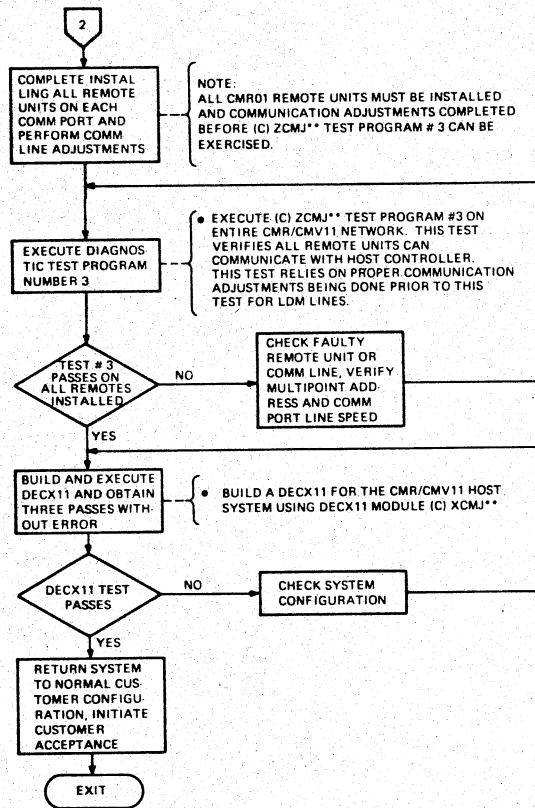 2
COMPLETE INSTAL
LING ALL REMOTE
UNITS ON EACH
COMM PORT AND
PERFORM COMM
LINE ADJUSTMENTS
NOTE:
ALL CMR01 REMOTE UNITS MUST BE INSTALLED
AND COMMUNICATION ADJUSTMENTS COMPLETED
BEFORE (C) ZCMJ** TEST PROGRAM # 3 CAN BE
EXERCISED.
EXECUTE DIAGNOS-
TIC TEST PROGRAM
NUMBER 3
• EXECUTE (C) ZCMJ** TEST PROGRAM #3 ON
ENTIRE CMR/CMV11 NETWORK. THIS TEST
VERIFIES ALL REMOTE UNITS CAN
COMMUNICATE WITH HOST CONTROLLER.
THIS TEST RELIES ON PROPER COMMUNICATION
ADJUSTMENTS BEING DONE PRIOR TO THIS
TEST FOR LDM LINES.
TEST # 3
PASSES ON
ALL REMOTES
INSTALLED
NO
CHECK FAULTY
REMOTE UNIT OR
COMM LINE, VERIFY
MULTIPOINT ADD-
RESS AND COMM
PORT LINE SPEED
YES
BUILD AND EXECUTE
DECX11 AND OBTAIN
THREE PASSES WITH-
OUT ERROR
• BUILD A DECX11 FOR THE CMR/CMV11 HOST
SYSTEM USING DECX11 MODULE (C) XCMJ**
DECX11 TEST
PASSES
NO
CHECK SYSTEM
CONFIGURATION
YES
RETURN SYSTEM
TO NORMAL CUS-
TOMER CONFIGU-
RATION, INITIATE
CUSTOMER
ACCEPTANCE
EXIT